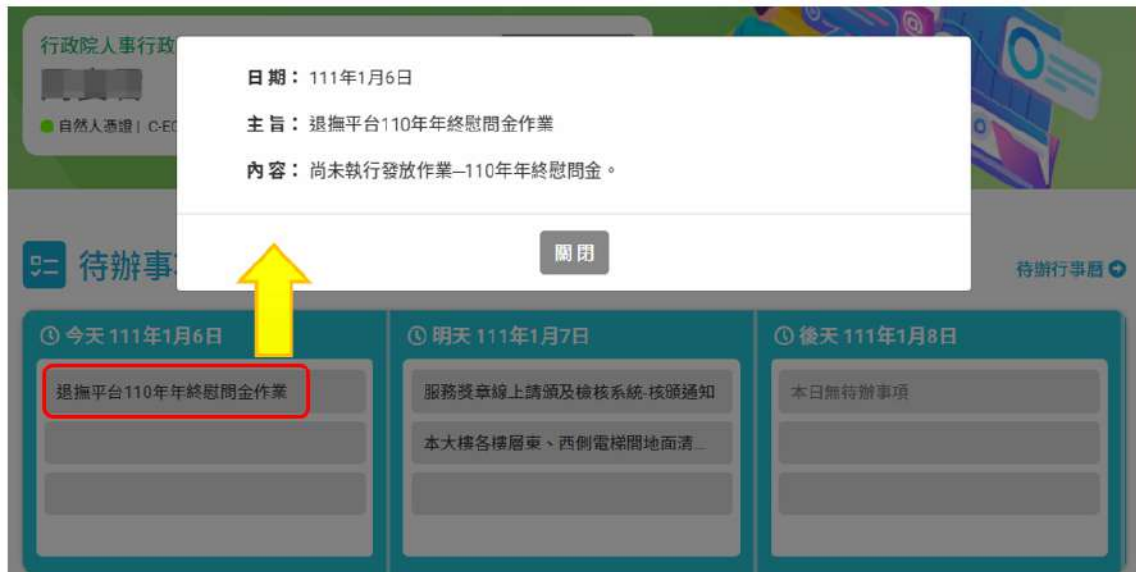 行政院人事行政
自然人憑證 | C-EC
日期：111年1月6日
主旨：退撫平台110年年終慰問金作業
內容：尚未執行發放作業─110年年終慰問金。
關閉
待辦事
待辦行事曆
今天 111年1月6日
明天 111年1月7日
後天 111年1月8日
退撫平台110年年終慰問金作業
服務獎章線上請頒及檢核系統-核頒通知
本日無待辦事項
本大樓各樓層東、西側電梯間地面清...